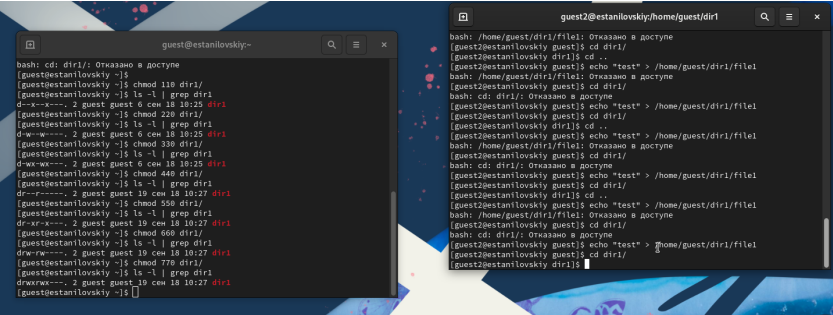 guest@estanilovskiy:~
bash: cd: dir1/: Отказано в доступе
[guest@estanilovskiy ~]$
[guest@estanilovskiy ~]$ chmod 110 dir1/
[guest@estanilovskiy ~]$ ls -l | grep dir1
d--x--x---. 2 guest guest 6 сен 18 10:25 dir1
[guest@estanilovskiy ~]$ chmod 220 dir1/
[guest@estanilovskiy ~]$ ls -l | grep dir1
d-w--w----. 2 guest guest 6 сен 18 10:25 dir1
[guest@estanilovskiy ~]$ chmod 330 dir1/
[guest@estanilovskiy ~]$ ls -l | grep dir1
d-wx-wx---. 2 guest guest 6 сен 18 10:25 dir1
[guest@estanilovskiy ~]$ chmod 440 dir1/
[guest@estanilovskiy ~]$ ls -l | grep dir1
dr--r-----. 2 guest guest 19 сен 18 10:27 dir1
[guest@estanilovskiy ~]$ chmod 550 dir1/
[guest@estanilovskiy ~]$ ls -l | grep dir1
dr-xr-x---. 2 guest guest 19 сен 18 10:27 dir1
[guest@estanilovskiy ~]$ chmod 660 dir1/
[guest@estanilovskiy ~]$ ls -l | grep dir1
drw-rw----. 2 guest guest 19 сен 18 10:27 dir1
[guest@estanilovskiy ~]$ chmod 770 dir1/
[guest@estanilovskiy ~]$ ls -l | grep dir1
drwxrwx---. 2 guest guest 19 сен 18 10:27 dir1
[guest@estanilovskiy ~]$
guest2@estanilovskiy:/home/guest/dir1
bash: /home/guest/dir1/file1: Отказано в доступе
[guest2@estanilovskiy guest]$ cd dir1/
[guest2@estanilovskiy dir1]$ cd ..
[guest2@estanilovskiy guest]$ echo "test" > /home/guest/dir1/file1
bash: /home/guest/dir1/file1: Отказано в доступе
[guest2@estanilovskiy guest]$ cd dir1/
bash: cd: dir1/: Отказано в доступе
[guest2@estanilovskiy guest]$ echo "test" > /home/guest/dir1/file1
[guest2@estanilovskiy guest]$ cd dir1/
[guest2@estanilovskiy dir1]$ cd ..
[guest2@estanilovskiy guest]$ echo "test" > /home/guest/dir1/file1
bash: /home/guest/dir1/file1: Отказано в доступе
[guest2@estanilovskiy guest]$ cd dir1/
bash: cd: dir1/: Отказано в доступе
[guest2@estanilovskiy guest]$ echo "test" > /home/guest/dir1/file1
[guest2@estanilovskiy guest]$ cd dir1/
[guest2@estanilovskiy dir1]$ cd ..
[guest2@estanilovskiy guest]$ echo "test" > /home/guest/dir1/file1
bash: /home/guest/dir1/file1: Отказано в доступе
[guest2@estanilovskiy guest]$ cd dir1/
bash: cd: dir1/: Отказано в доступе
[guest2@estanilovskiy guest]$ echo "test" > /home/guest/dir1/file1
[guest2@estanilovskiy guest]$ cd dir1/
[guest2@estanilovskiy dir1]$